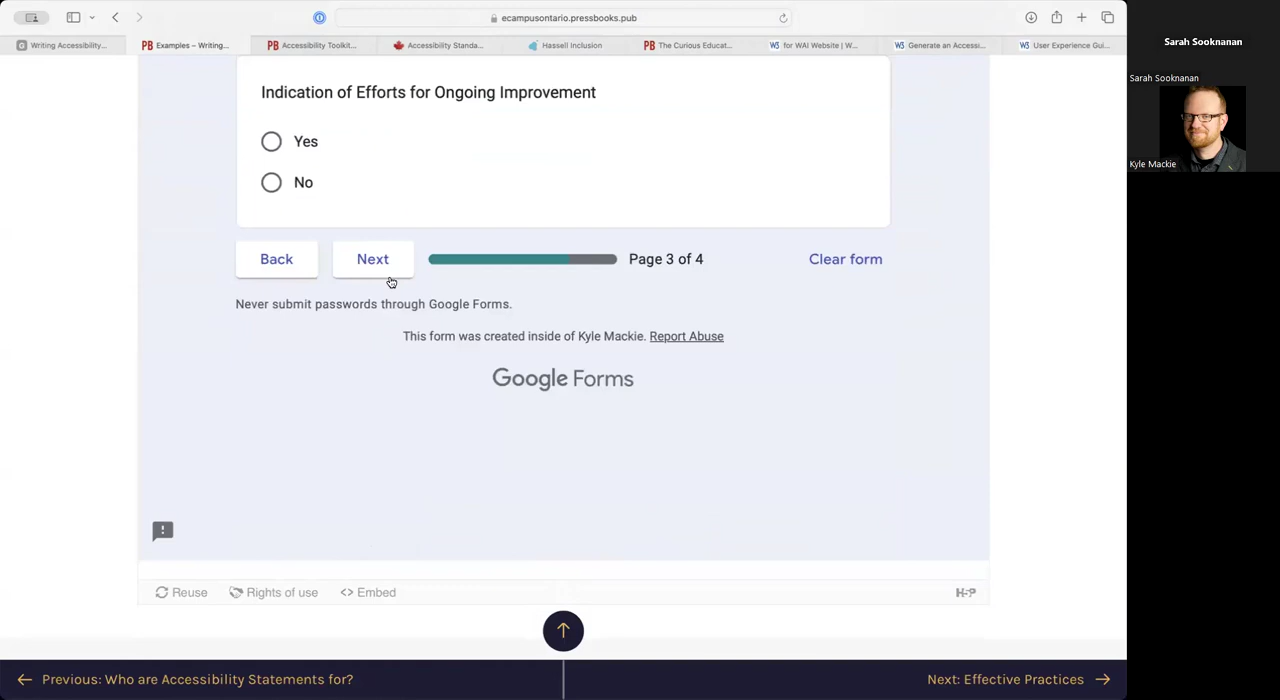 ecampusontario.pressbooks.pub
Writing Accessibility...
Examples – Writing...
Accessibility Toolkit...
Accessibility Standa...
Hassell Inclusion
The Curious Educat...
for WAI Website | W...
Generate an Accessi...
User Experience Gui...
Indication of Efforts for Ongoing Improvement
Yes
No
Back
Next
Page 3 of 4
Clear form
Never submit passwords through Google Forms.
This form was created inside of Kyle Mackie. Report Abuse
Google Forms
Reuse
Rights of use
Embed
H5P
Previous: Who are Accessibility Statements for?
Next: Effective Practices
Sarah Sooknanan
Sarah Sooknanan
Kyle Mackie